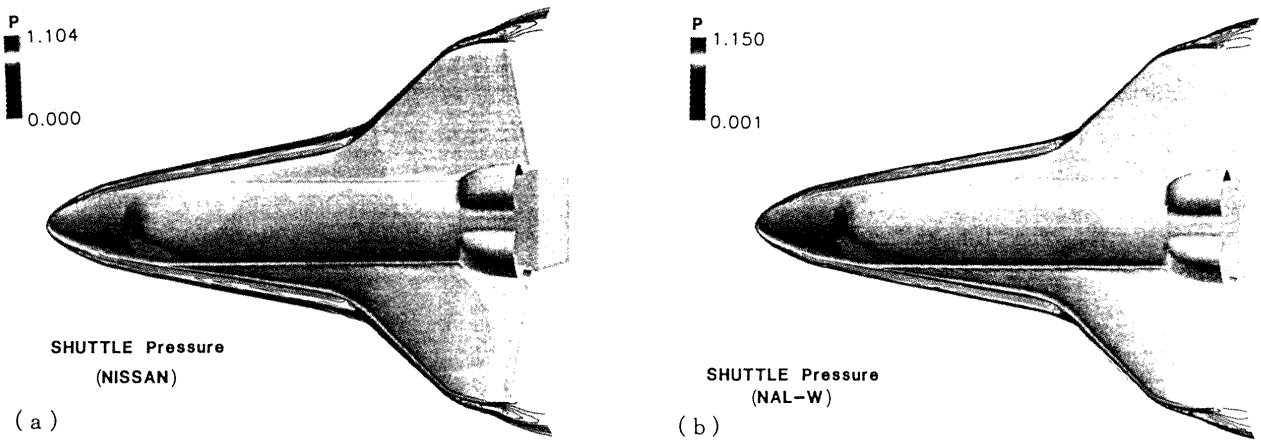 P
1.104
0.000
SHUTTLE Pressure
(NISSAN)
(a)
P
1.150
0.001
SHUTTLE Pressure
(NAL-W)
(b)